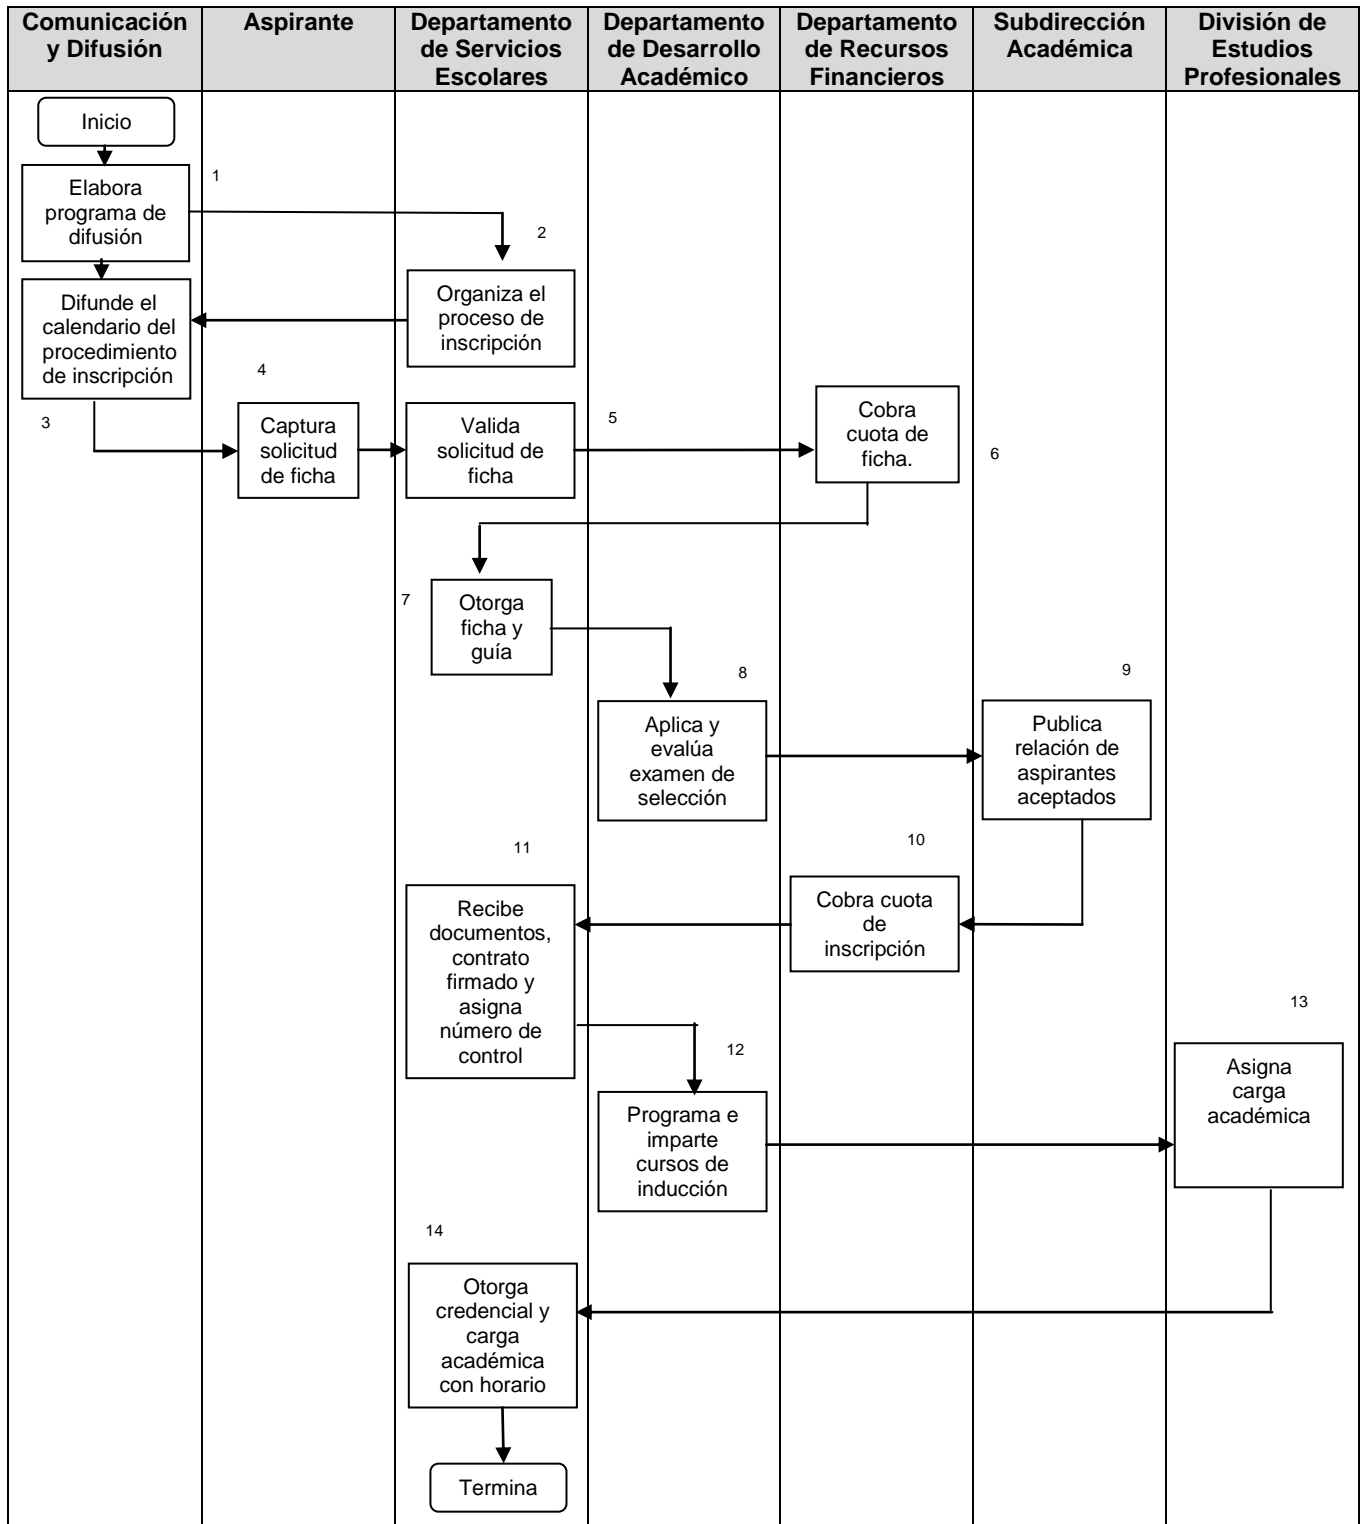 Comunicación
y Difusión
Aspirante
Departamento
de Servicios
Escolares
Departamento
de Desarrollo
Académico
Departamento
de Recursos
Financieros
Subdirección
Académica
División de
Estudios
Profesionales
Inicio
1
Elabora
programa de
difusión
2
Organiza el
proceso de
inscripción
Difunde el
calendario del
procedimiento
de inscripción
3
4
Captura
solicitud
de ficha
Valida
solicitud de
ficha
5
Cobra
cuota de
ficha.
6
7
Otorga
ficha y
guía
8
Aplica y
evalúa
examen de
selección
9
Publica
relación de
aspirantes
aceptados
10
Cobra cuota
de
inscripción
11
Recibe
documentos,
contrato
firmado y
asigna
número de
control
12
Programa e
imparte
cursos de
inducción
13
Asigna
carga
académica
14
Otorga
credencial y
carga
académica
con horario
Termina